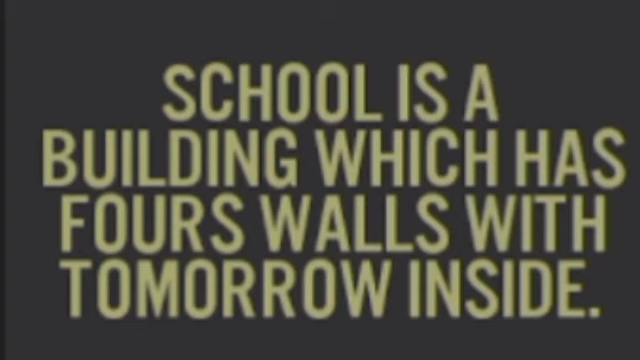 SCHOOL IS A
BUILDING WHICH HAS
FOURS WALLS WITH
TOMORROW INSIDE.